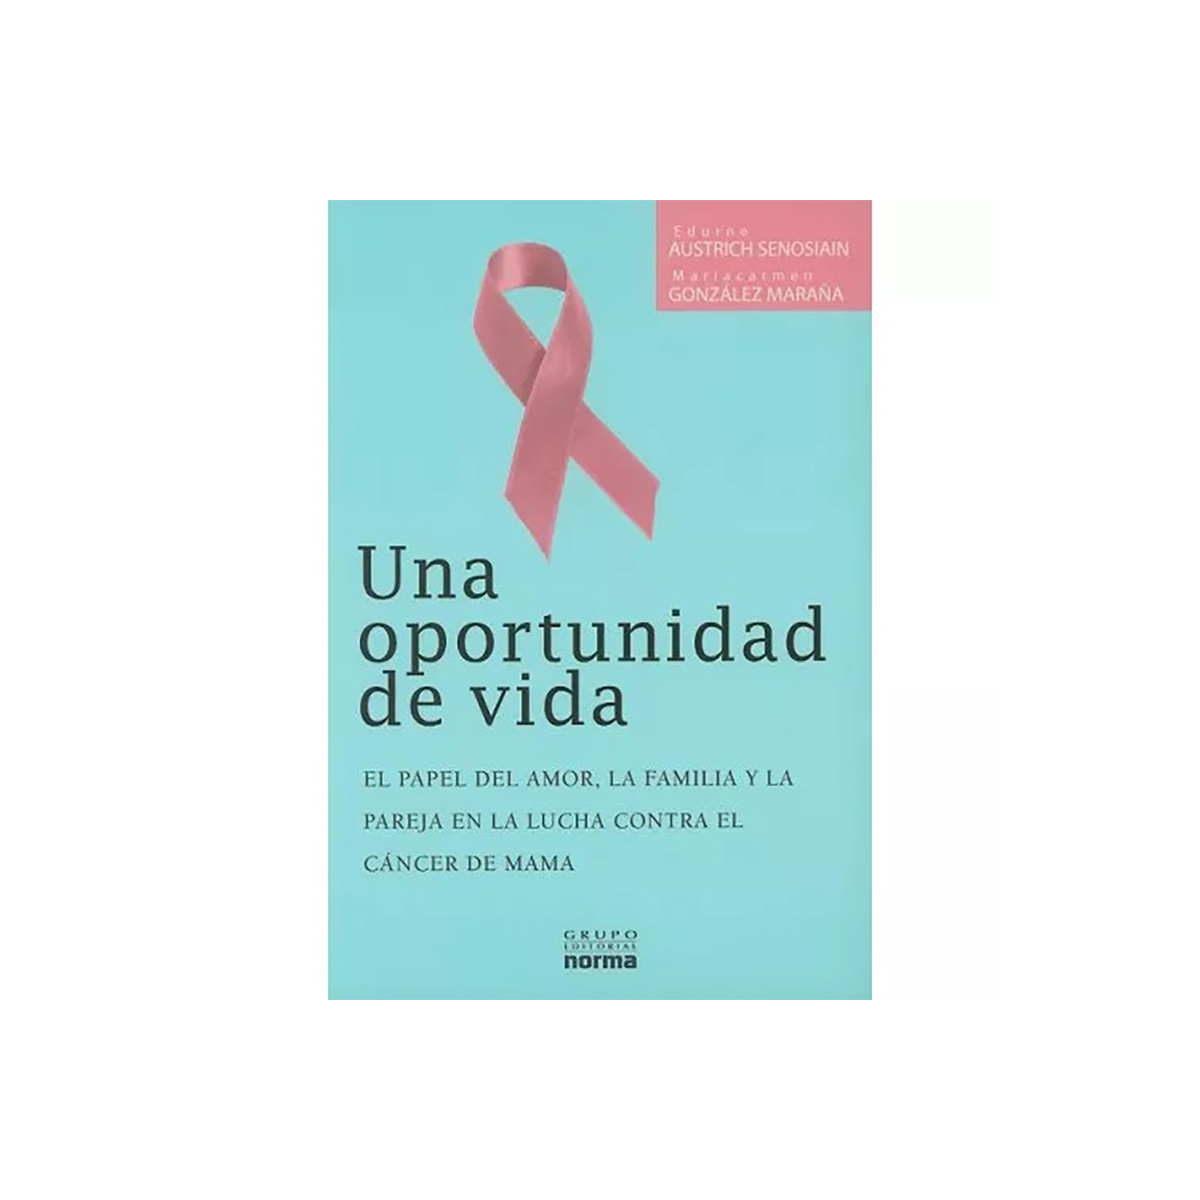 Edurne
AUSTRICH SENOSIAIN
Mariacarmen
GONZÁLEZ MARAÑA
Una
oportunidad
de vida
EL PAPEL DEL AMOR, LA FAMILIA Y LA
PAREJA EN LA LUCHA CONTRA EL
CÁNCER DE MAMA
GRUPO
EDITORIAL
norma